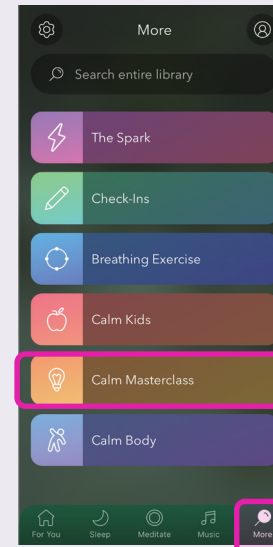 More
Search entire library
The Spark
Check-Ins
Breathing Exercise
Calm Kids
Calm Masterclass
Calm Body
For You Sleep Meditate Music More